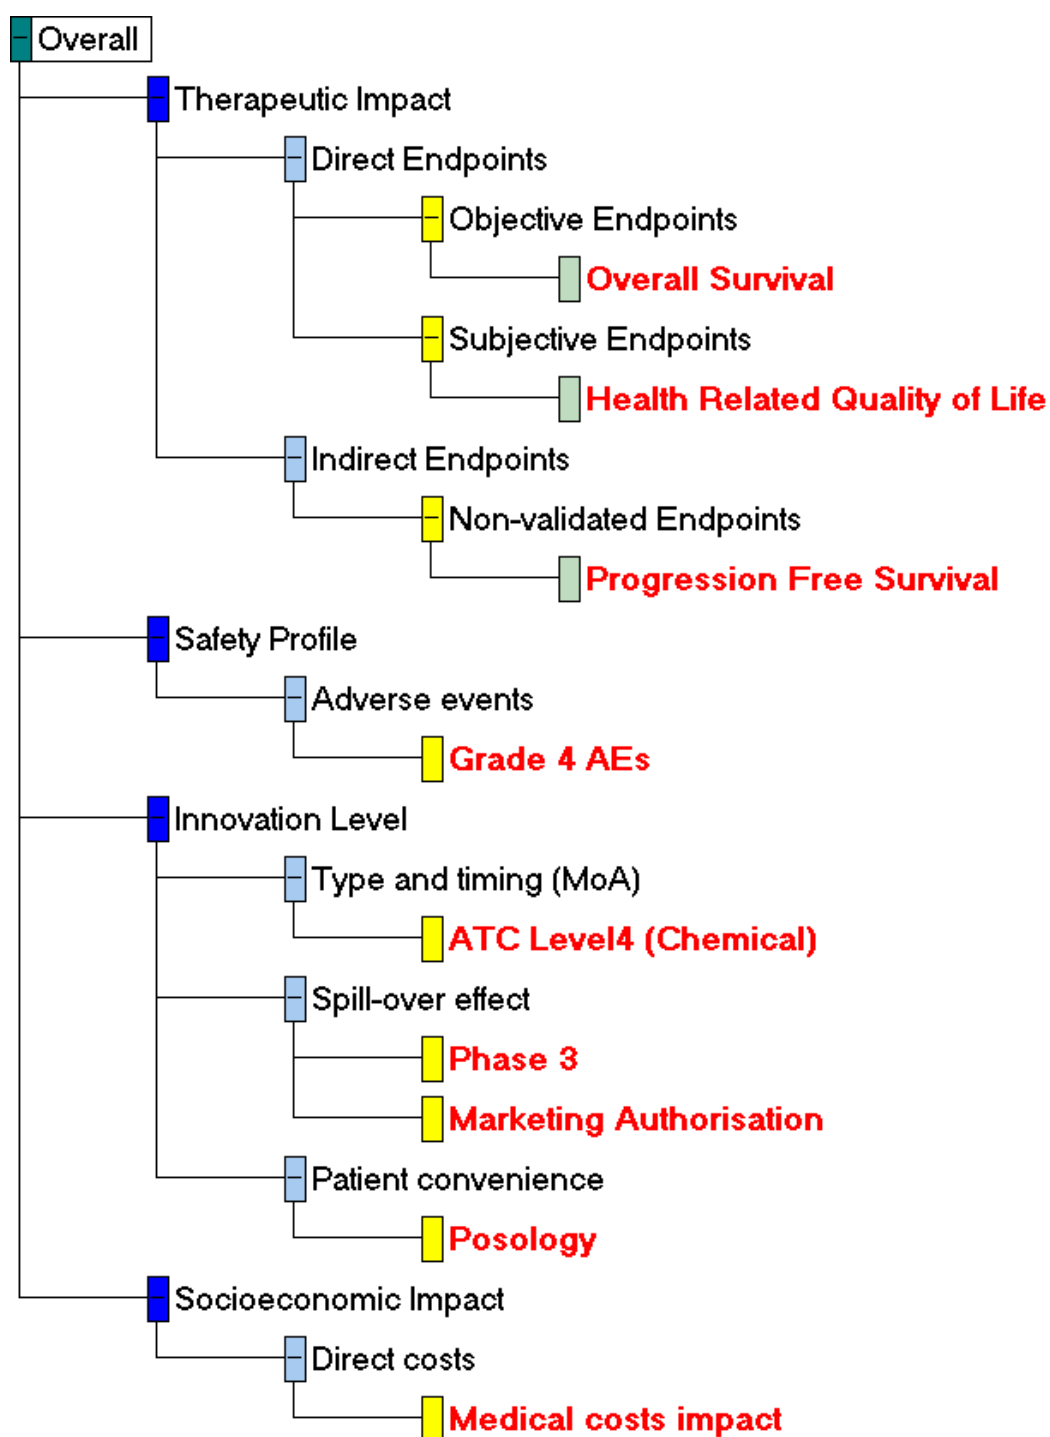 Overall
Therapeutic Impact
Direct Endpoints
Objective Endpoints
Overall Survival
Subjective Endpoints
Health Related Quality of Life
Indirect Endpoints
Non-validated Endpoints
Progression Free Survival
Safety Profile
Adverse events
Grade 4 AEs
Innovation Level
Type and timing (MoA)
ATC Level4 (Chemical)
Spill-over effect
Phase 3
Marketing Authorisation
Patient convenience
Posology
Socioeconomic Impact
Direct costs
Medical costs impact